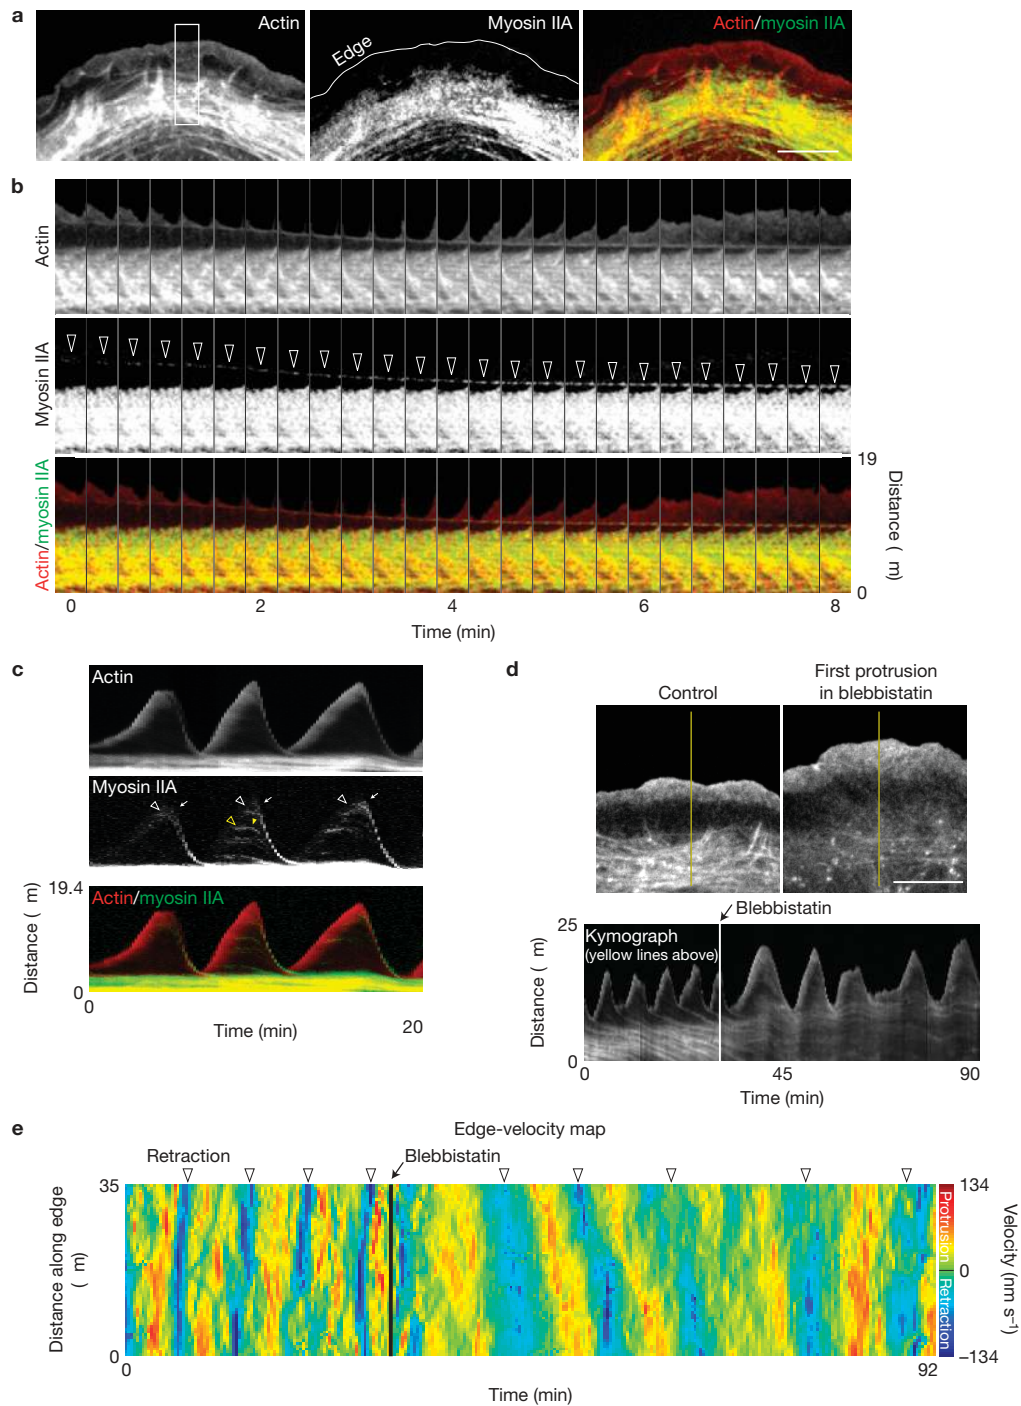 a
Actin
Myosin IIA
Actin/myosin IIA
Edge
b
Actin
Myosin IIA
Actin/myosin IIA
19
Distance ( m)
0
0 2 4 6 8
Time (min)
c
Actin
Myosin IIA
Actin/myosin IIA
19.4
Distance ( m)
0
0
20
Time (min)
d
Control
First protrusion
in blebbistatin
Blebbistatin
25
Kymograph
(yellow lines above)
Distance ( m)
0
0 45 90
Time (min)
e
Edge-velocity map
Retraction
Blebbistatin
35
Distance along edge
( m)
0
0
92
Time (min)
Protrusion
Retraction
134
0
−134
Velocity (nm s⁻¹)